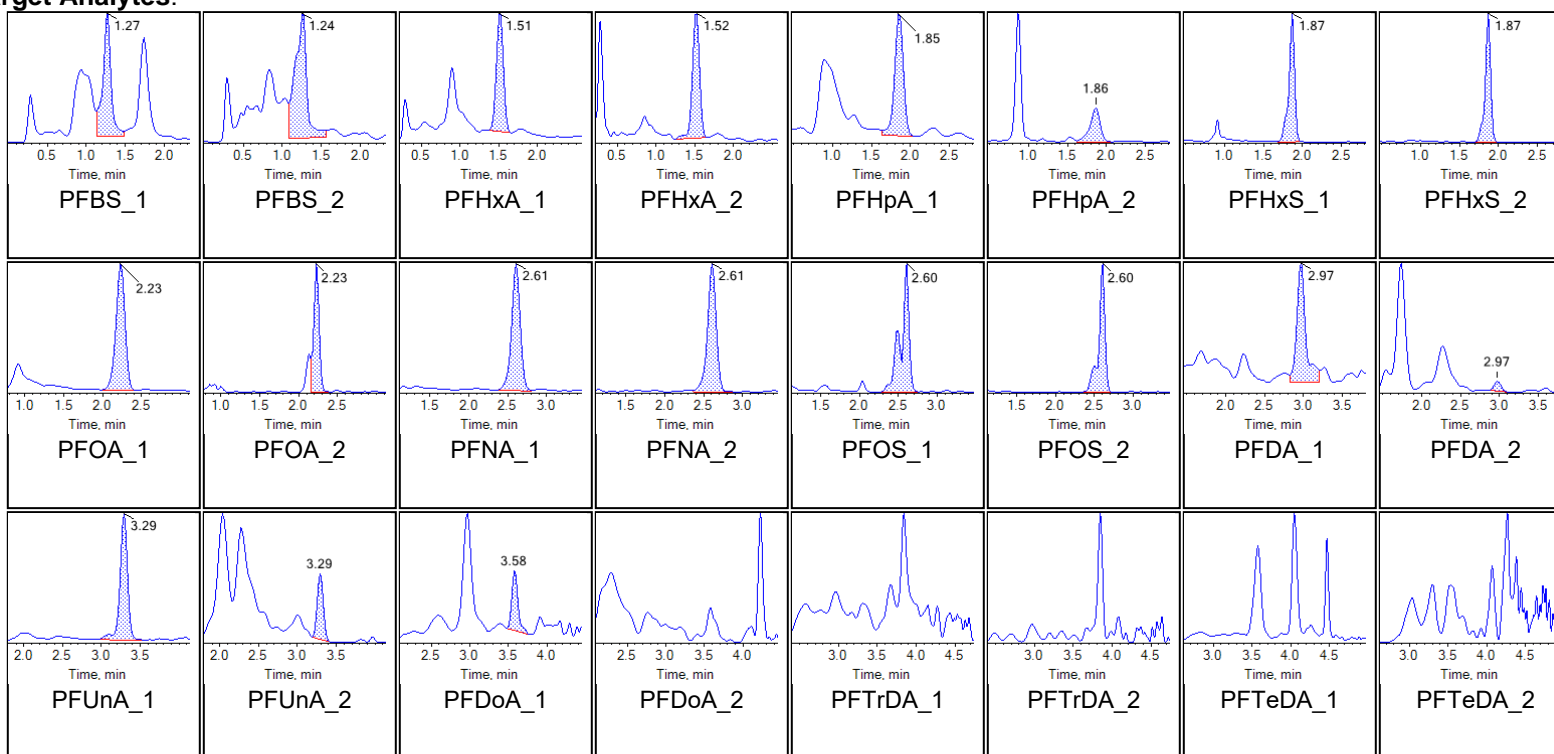 rget Analytes:
1.27 1.24 1.51 1.52 1.85 1.86 1.87 1.87
0.5 1.0 1.5 2.0 0.5 1.0 1.5 2.0 0.5 1.0 1.5 2.0 0.5 1.0 1.5 2.0 1.0 1.5 2.0 2.5 1.0 1.5 2.0 2.5 1.0 1.5 2.0 2.5 1.0 1.5 2.0 2.5
Time, min Time, min Time, min Time, min Time, min Time, min Time, min Time, min
PFBS_1 PFBS_2 PFHxA_1 PFHxA_2 PFHpA_1 PFHpA_2 PFHxS_1 PFHxS_2
2.23 2.23 2.61 2.61 2.60 2.60 2.97 2.97
1.0 1.5 2.0 2.5 1.0 1.5 2.0 2.5 1.5 2.0 2.5 3.0 1.5 2.0 2.5 3.0 1.5 2.0 2.5 3.0 1.5 2.0 2.5 3.0 2.0 2.5 3.0 3.5 2.0 2.5 3.0 3.5
Time, min Time, min Time, min Time, min Time, min Time, min Time, min Time, min
PFOA_1 PFOA_2 PFNA_1 PFNA_2 PFOS_1 PFOS_2 PFDA_1 PFDA_2
3.29 3.29 3.58
2.0 2.5 3.0 3.5 2.0 2.5 3.0 3.5 2.5 3.0 3.5 4.0 2.5 3.0 3.5 4.0 3.0 3.5 4.0 4.5 3.0 3.5 4.0 4.5 3.0 3.5 4.0 4.5 3.0 3.5 4.0 4.5
Time, min Time, min Time, min Time, min Time, min Time, min Time, min Time, min
PFUnA_1 PFUnA_2 PFDoA_1 PFDoA_2 PFTrDA_1 PFTrDA_2 PFTeDA_1 PFTeDA_2